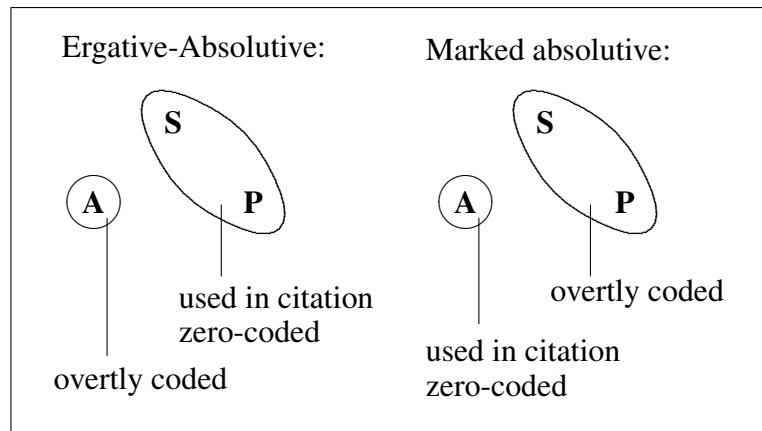 Ergative-Absolutive:
S
A
P
used in citation
zero-coded
overtly coded
Marked absolutive:
S
A
P
overtly coded
used in citation
zero-coded